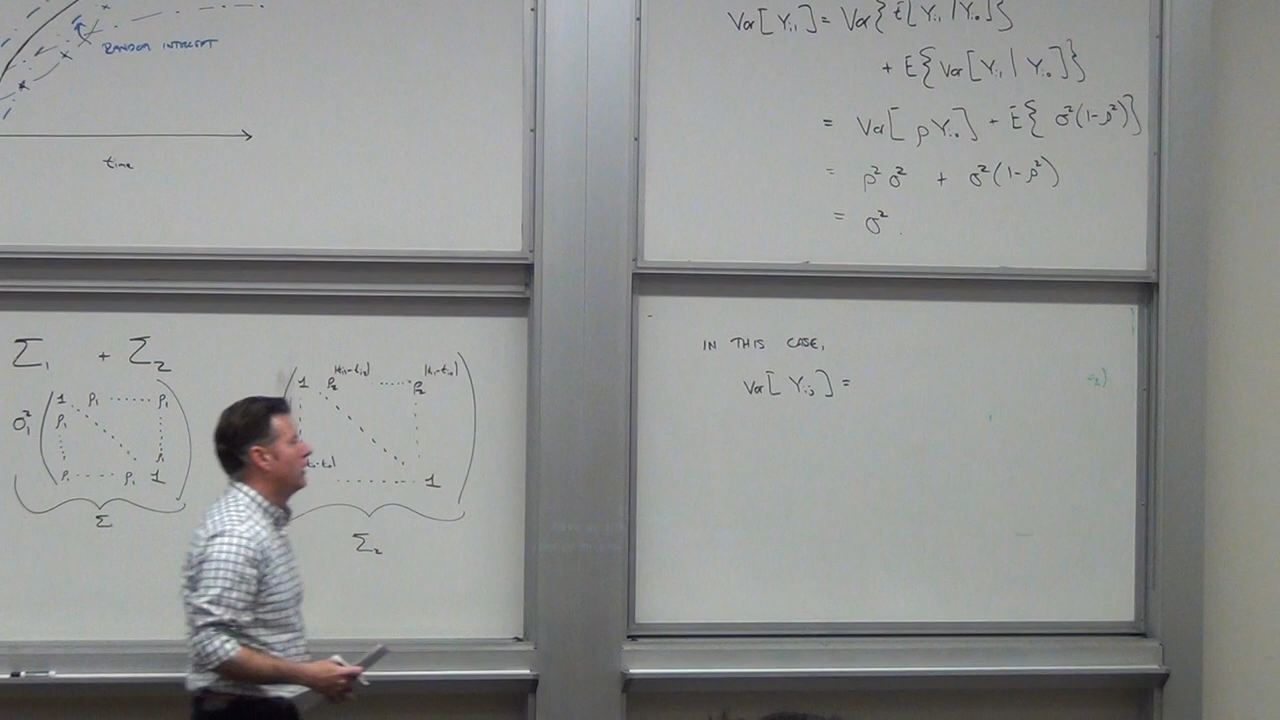 RANDOM INTERCEPT
time
Var[Yᵢ₁] = Var{E[Yᵢ₁|Yᵢ₀]}
+ E{Var[Yᵢ₁|Yᵢ₀]}
= Var[ρYᵢ₀] + E{σ²(1-ρ²)}
= ρ²σ² + σ²(1-ρ²)
= σ².
Σ₁ + Σ₂
1 ρ₂^|tᵢ₁-tᵢ₀| ...... ρ₂
σ₁² ( 1 ρ₁ ....... ρ₁
ρ₁
ρ₁ ..... ρ₁ 1 )
....... 1
Σ
Σ₂
IN THIS CASE,
Var[Yᵢⱼ] =